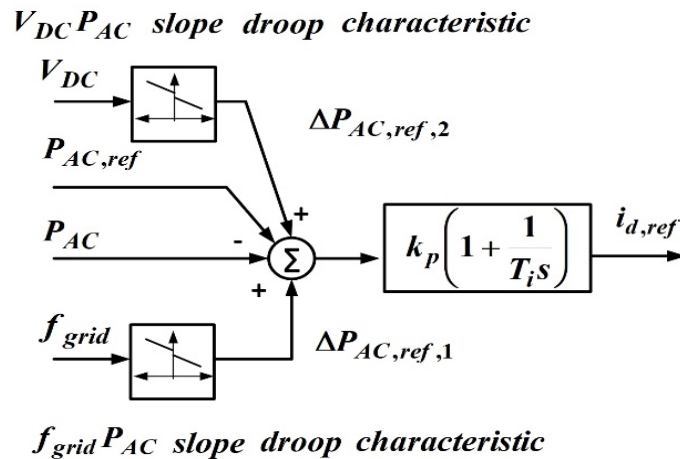 V_DC P_AC slope droop characteristic
V_DC
ΔP_AC,ref,2
P_AC,ref
+
P_AC
-
Σ
k_p(1 + 1/(T_i s))
i_d,ref
+
f_grid
ΔP_AC,ref,1
f_grid P_AC slope droop characteristic